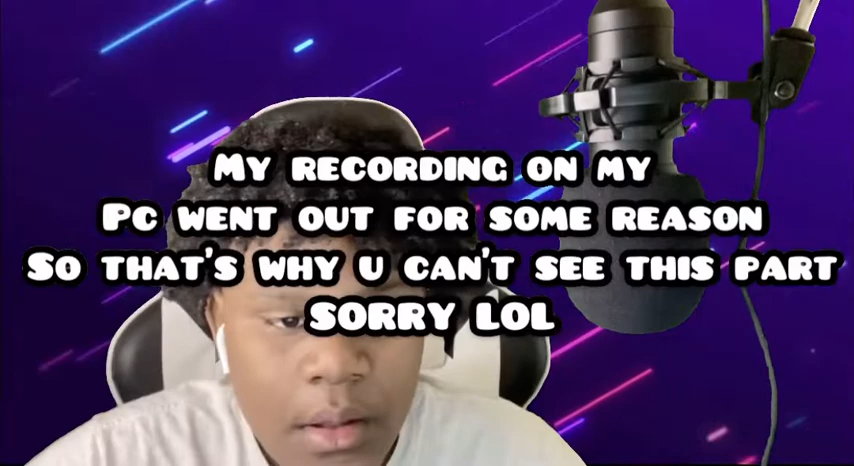 My recording on my
Pc went out for some reason
So that's why u can't see this part
sorry lol